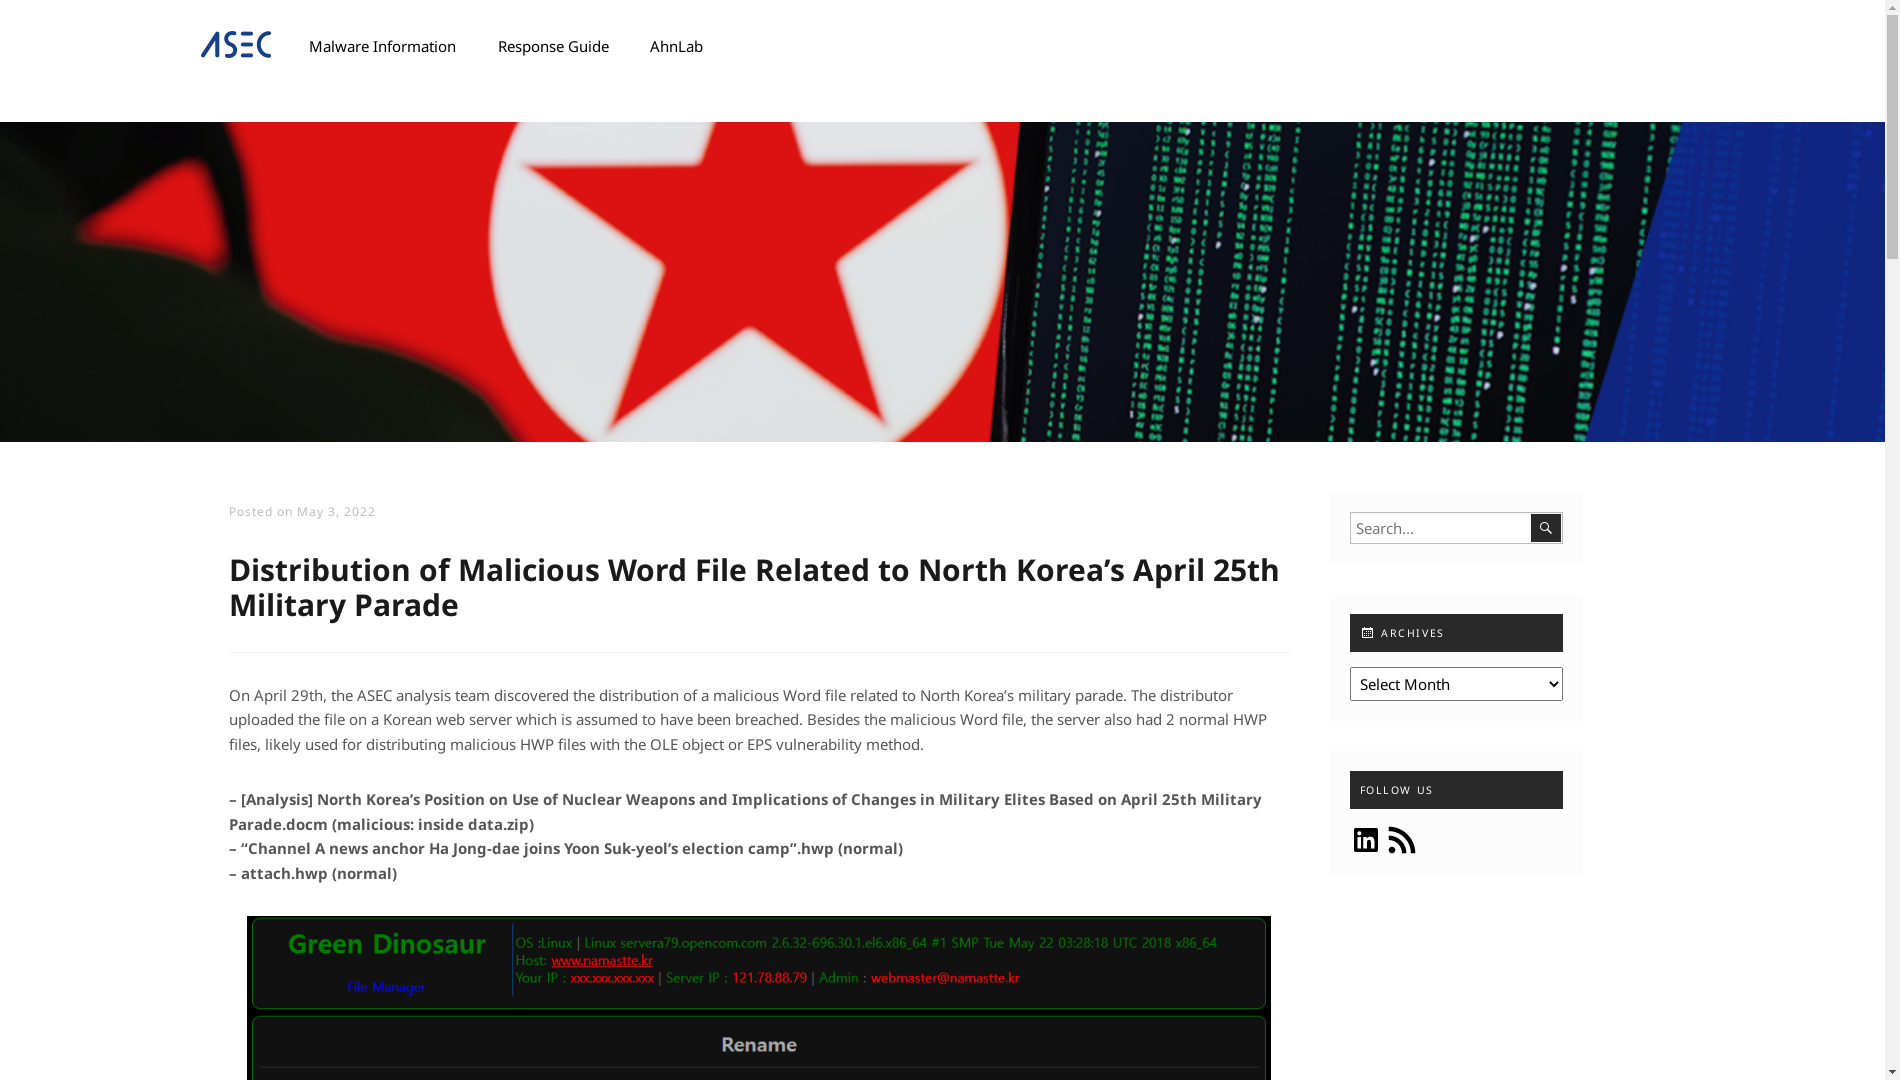 ASEC Malware Information Response Guide AhnLab
Posted on May 3, 2022
Distribution of Malicious Word File Related to North Korea’s April 25th
Military Parade
On April 29th, the ASEC analysis team discovered the distribution of a malicious Word file related to North Korea’s military parade. The distributor
uploaded the file on a Korean web server which is assumed to have been breached. Besides the malicious Word file, the server also had 2 normal HWP
files, likely used for distributing malicious HWP files with the OLE object or EPS vulnerability method.
– [Analysis] North Korea’s Position on Use of Nuclear Weapons and Implications of Changes in Military Elites Based on April 25th Military
Parade.docm (malicious: inside data.zip)
– “Channel A news anchor Ha Jong-dae joins Yoon Suk-yeol’s election camp”.hwp (normal)
– attach.hwp (normal)
Green Dinosaur
File Manager
OS :Linux | Linux servera79.opencom.com 2.6.32-696.30.1.el6.x86_64 #1 SMP Tue May 22 03:28:18 UTC 2018 x86_64
Host: www.namastte.kr
Your IP : xxx.xxx.xxx.xxx | Server IP : 121.78.88.79 | Admin : webmaster@namastte.kr
Rename
Search...
ARCHIVES
Select Month
FOLLOW US